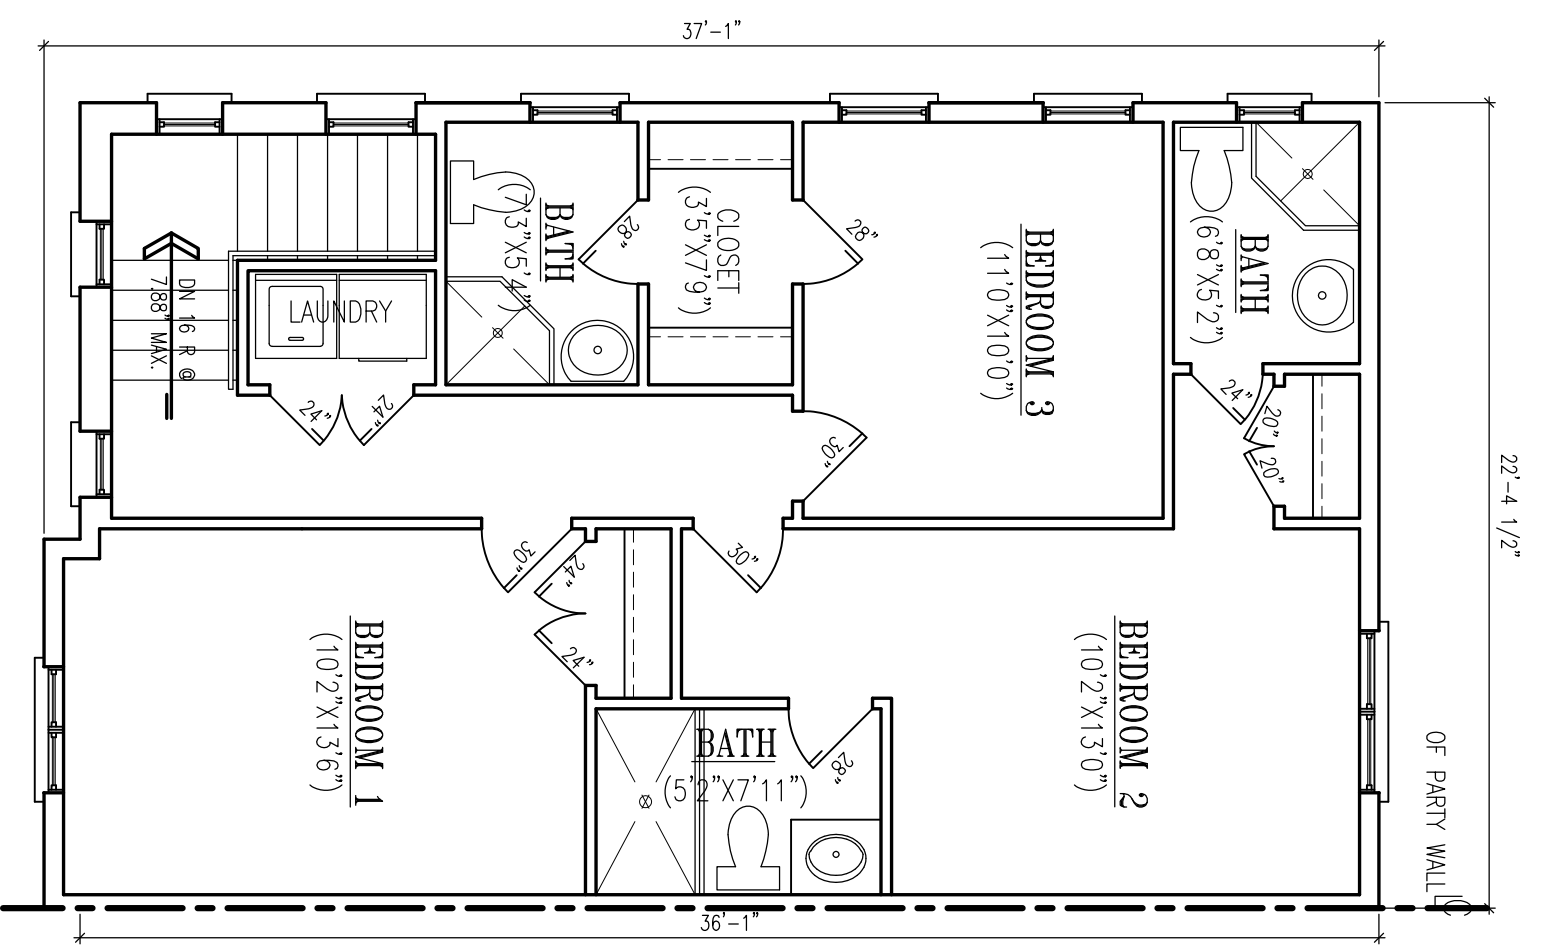 37'-1"
BATH
(7'3"X5'4")
28"
CLOSET
(3'5"X7'9")
28"
BEDROOM 3
(11'0"X10'0")
BATH
(6'8"X5'2")
DN 16 R @
7.88" MAX.
LAUNDRY
24"
24"
30"
24"
20"
20"
22'-4 1/2"
30"
24"
24"
30"
BEDROOM 1
(10'2"X13'6")
BEDROOM 2
(10'2"X13'0")
BATH
(5'2"X7'11")
28"
OF PARTY WALL
36'-1"